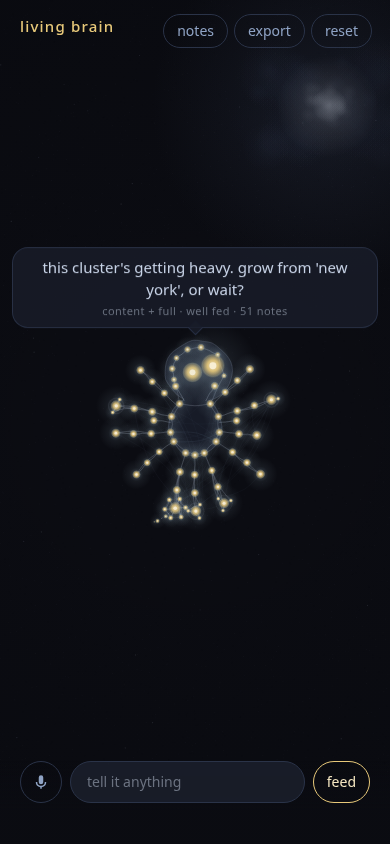 living brain
notes
export
reset
this cluster's getting heavy. grow from 'new
york', or wait?
content + full · well fed · 51 notes
tell it anything
feed